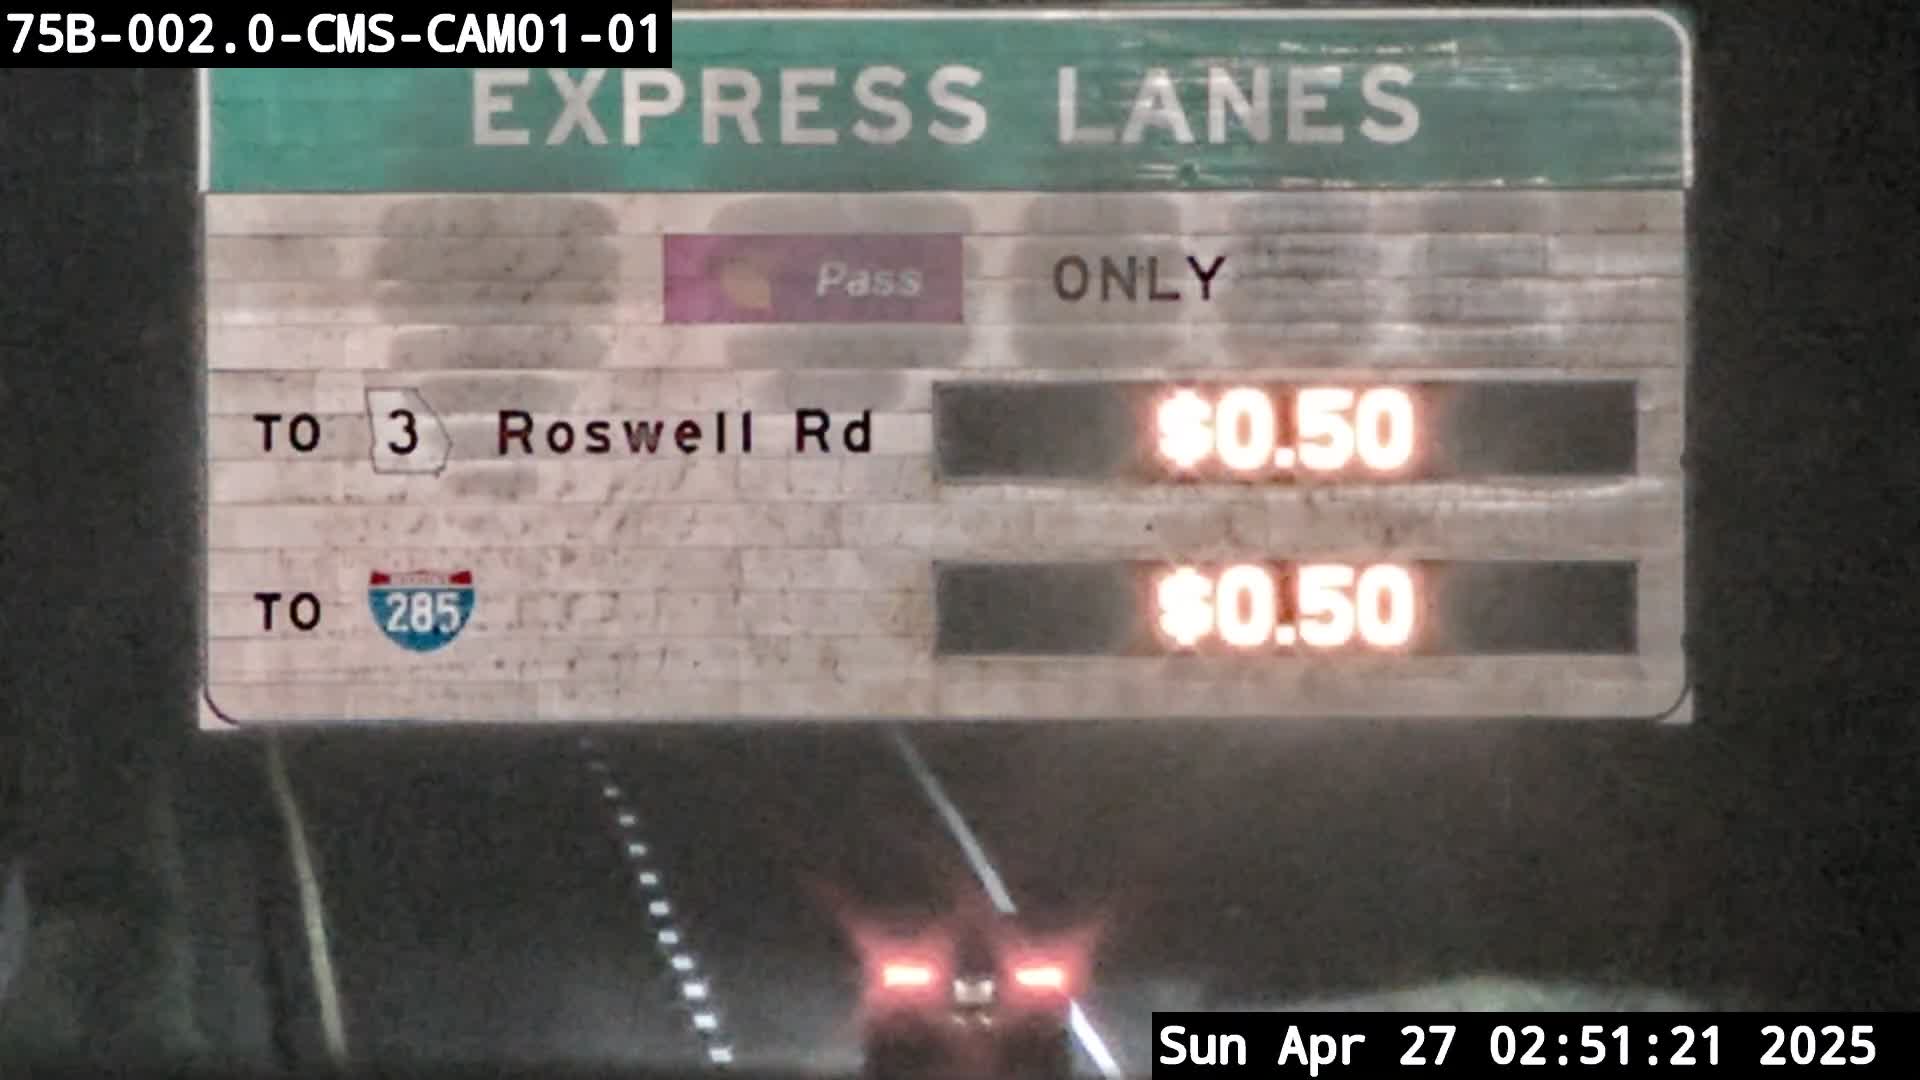 75B-002.0-CMS-CAM01-01
EXPRESS LANES
Pass ONLY
TO 3 Roswell Rd $0.50
TO 285 $0.50
Sun Apr 27 02:51:21 2025